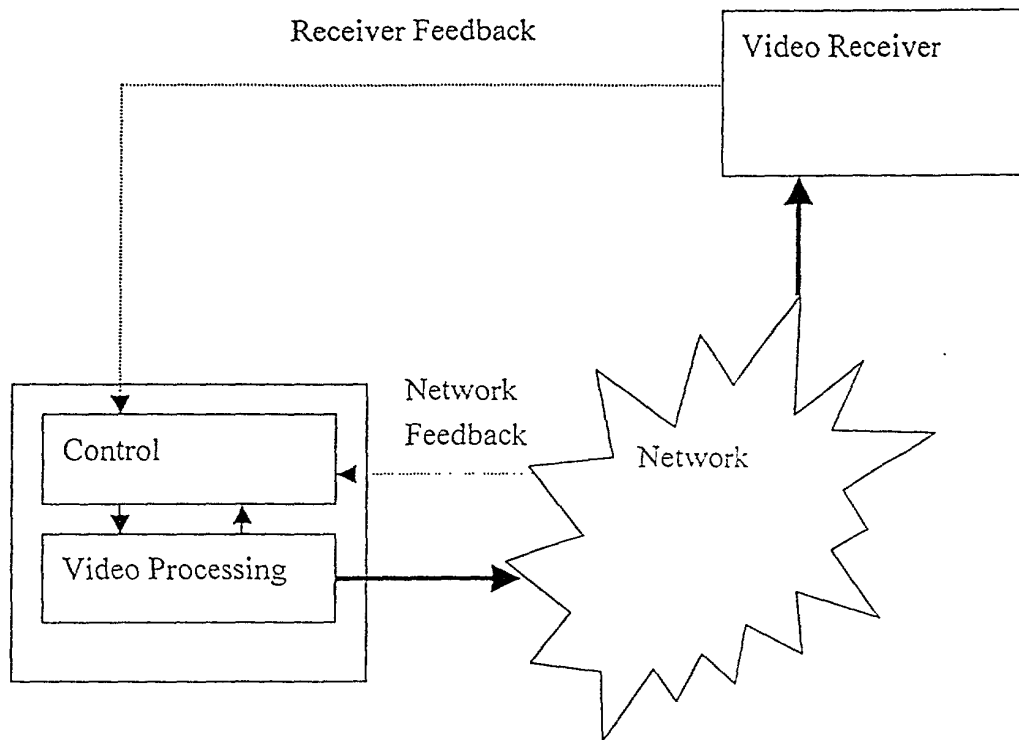 Receiver Feedback
Video Receiver
Network
Feedback
Control
Network
Video Processing